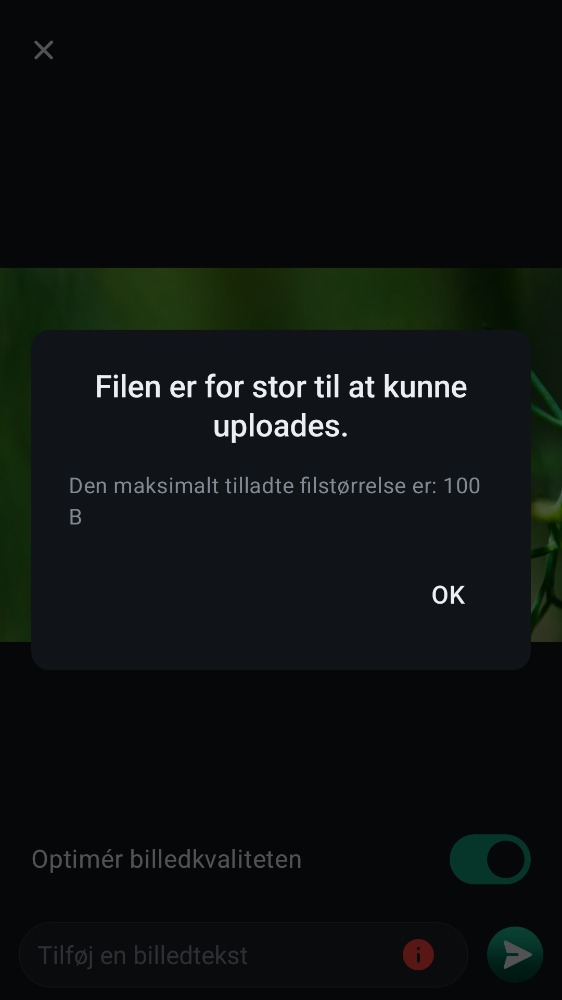 Filen er for stor til at kunne
uploades.
Den maksimalt tilladte filstørrelse er: 100
B
OK
Optimér billedkvaliteten
Tilføj en billedtekst